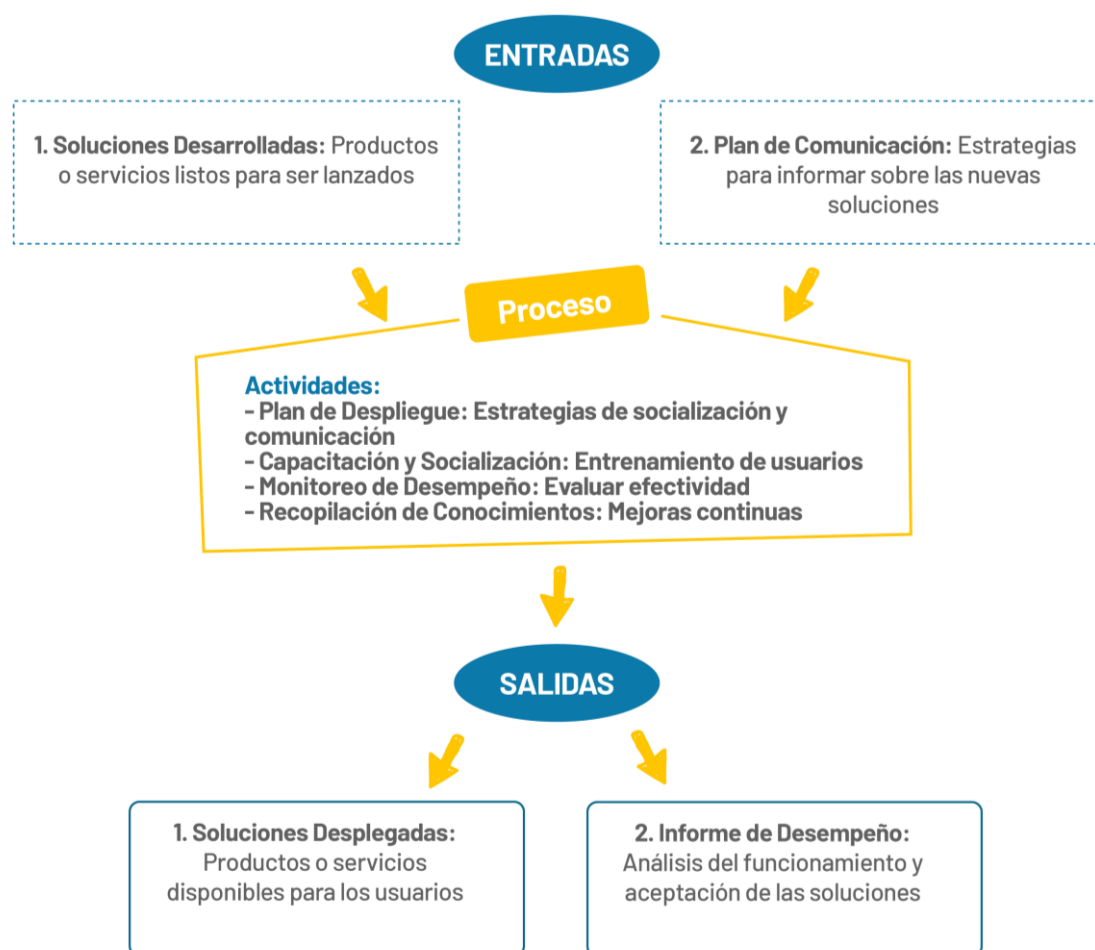 ENTRADAS
1. Soluciones Desarrolladas: Productos
o servicios listos para ser lanzados
2. Plan de Comunicación: Estrategias
para informar sobre las nuevas
soluciones
Proceso
Actividades:
- Plan de Despliegue: Estrategias de socialización y
comunicación
- Capacitación y Socialización: Entrenamiento de usuarios
- Monitoreo de Desempeño: Evaluar efectividad
- Recopilación de Conocimientos: Mejoras continuas
SALIDAS
1. Soluciones Desplegadas:
Productos o servicios
disponibles para los usuarios
2. Informe de Desempeño:
Análisis del funcionamiento y
aceptación de las soluciones